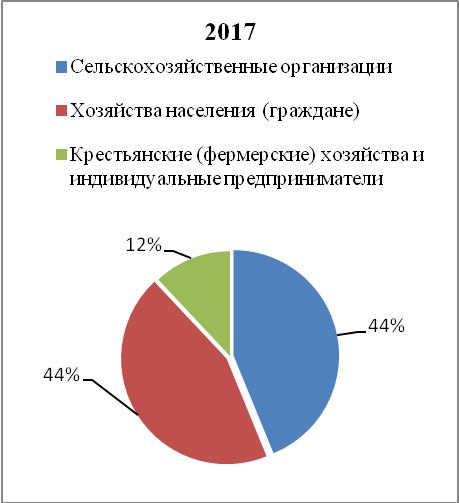 2017
Сельскохозяйственные организации
Хозяйства населения (граждане)
Крестьянские (фермерские) хозяйства и
индивидуальные предприниматели
12%
44%
44%